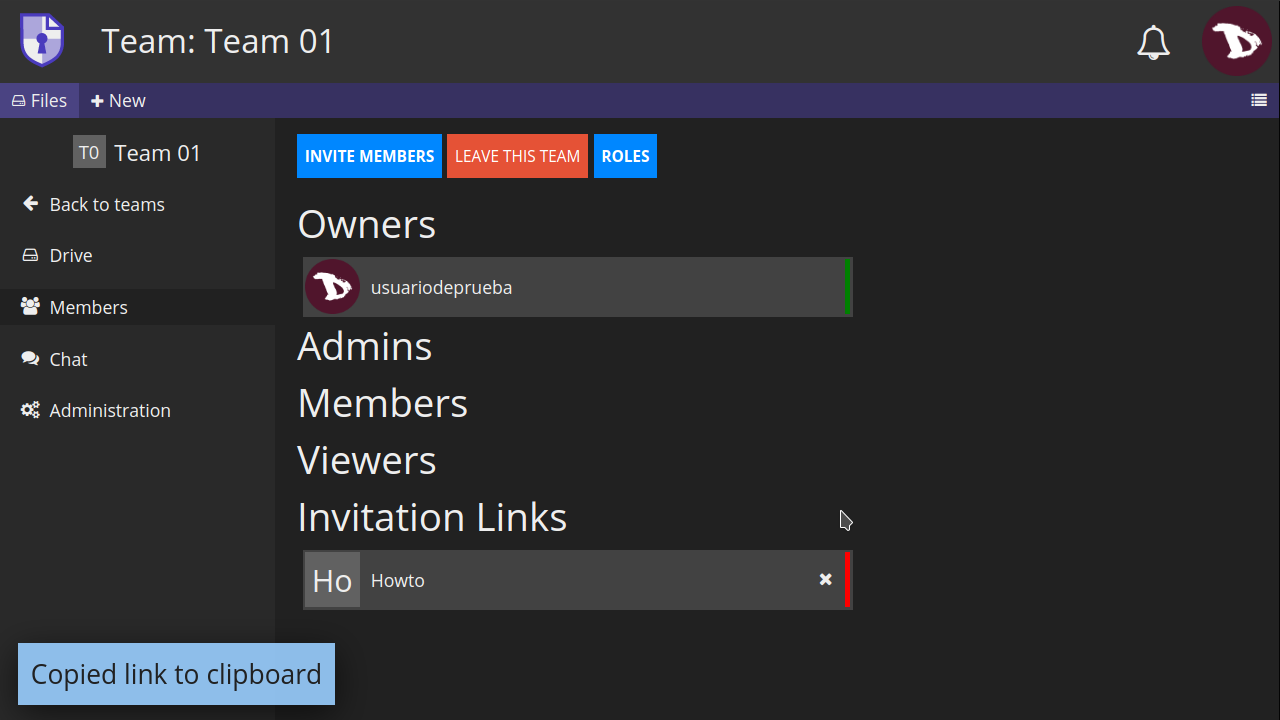 Team: Team 01
Files
New
T0 Team 01
Back to teams
Drive
Members
Chat
Administration
INVITE MEMBERS
LEAVE THIS TEAM
ROLES
Owners
usuariodeprueba
Admins
Members
Viewers
Invitation Links
Ho Howto
Copied link to clipboard